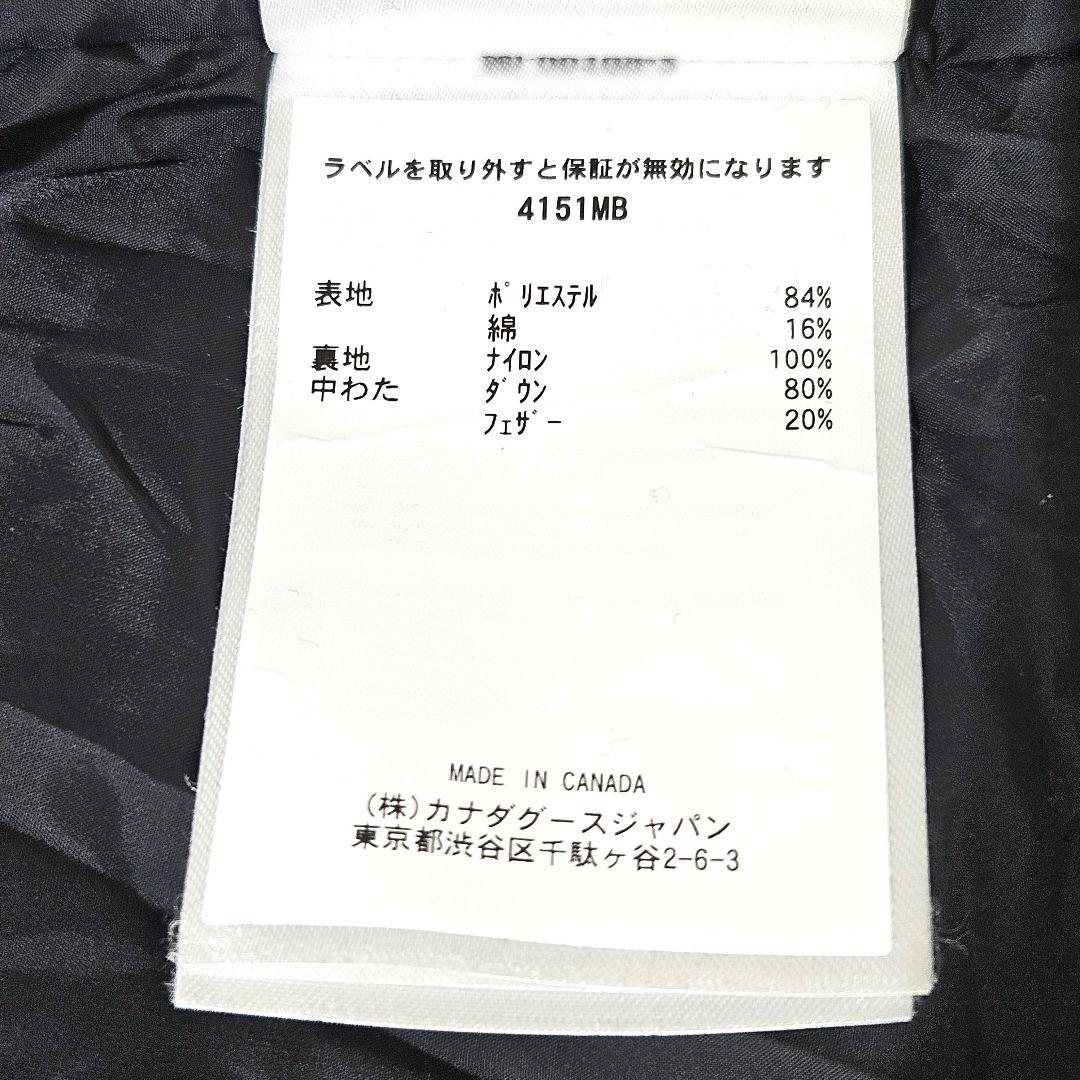 ラベルを取り外すと保証が無効になります
4151MB
表地 ﾎﾟﾘｴｽﾃﾙ 84%
綿 16%
裏地 ﾅｲﾛﾝ 100%
中わた ﾀﾞｳﾝ 80%
ﾌｪｻﾞｰ 20%
MADE IN CANADA
(株)カナダグースジャパン
東京都渋谷区千駄ヶ谷2-6-3